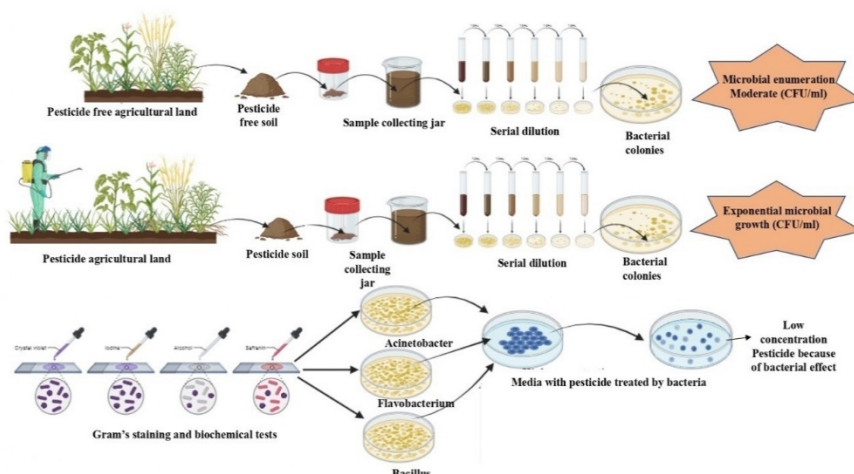 Pesticide free agricultural land
Pesticide
free soil
Sample collecting jar
Serial dilution
Bacterial
colonies
Microbial enumeration
Moderate (CFU/ml)
Pesticide agricultural land
Pesticide soil
Sample
collecting
jar
Serial dilution
Bacterial
colonies
Exponential microbial
growth (CFU/ml)
Crystal violet
Iodine
Alcohol
Safranin
Gram's staining and biochemical tests
Acinetobacter
Flavobacterium
Bacillus
Media with pesticide treated by bacteria
Low
concentration
Pesticide because
of bacterial effect